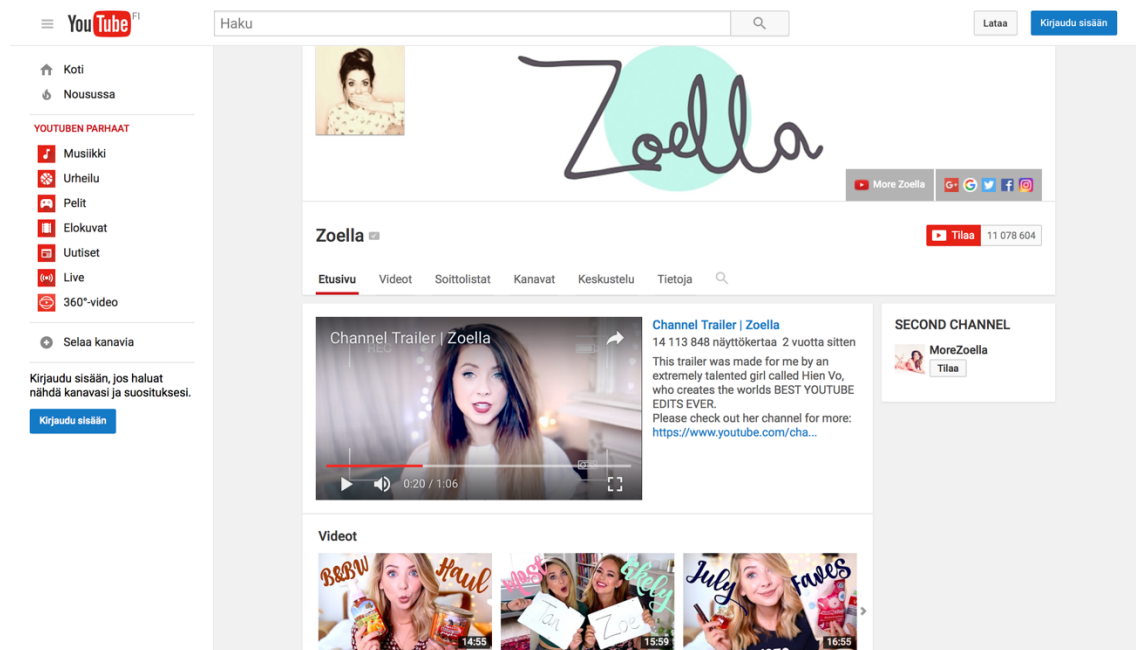 YouTube FI
Haku
Lataa
Kirjaudu sisään
Koti
Nousussa
YOUTUBEN PARHAAT
Musiikki
Urheilu
Pelit
Elokuvat
Uutiset
Live
360°-video
Selaa kanavia
Kirjaudu sisään, jos haluat
nähdä kanavasi ja suosituksesi.
Kirjaudu sisään
Zoella
More Zoella
G+ G
Zoella
Tilaa 11 078 604
Etusivu Videot Soittolistat Kanavat Keskustelu Tietoja
Channel Trailer | Zoella
REC
0:20 / 1:06
Channel Trailer | Zoella
14 113 848 näyttökertaa 2 vuotta sitten
This trailer was made for me by an
extremely talented girl called Hien Vo,
who creates the worlds BEST YOUTUBE
EDITS EVER.
Please check out her channel for more:
https://www.youtube.com/cha...
SECOND CHANNEL
MoreZoella
Tilaa
Videot
B&BW Haul
14:55
most likely
Tan Zoe
15:59
July Faves
16:55